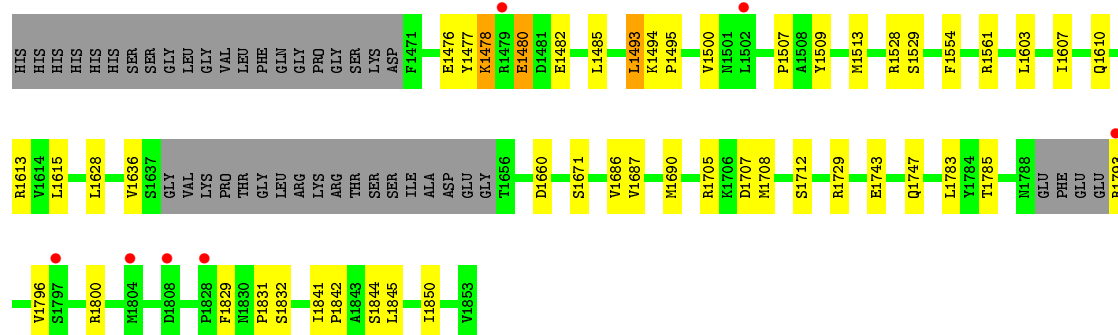 HIS HIS HIS HIS HIS HIS SER SER GLY LEU GLY VAL LEU PHE GLN GLY PRO GLY SER LYS ASP F1471 E1476 Y1477 K1478 R1479 E1480 D1481 E1482 L1485 L1493 K1494 P1495 V1500 N1501 L1502 P1507 A1508 Y1509 M1513 R1528 S1529 F1554 R1561 L1603 I1607 Q1610
R1613 V1614 L1615 L1628 V1636 S1637 GLY VAL LYS PRO THR GLY LEU ARG LYS ARG THR SER SER ILE ALA ASP GLU GLY T1656 D1660 S1671 V1686 V1687 M1690 R1705 K1706 D1707 M1708 S1712 R1729 E1743 Q1747 L1783 Y1784 T1785 N1788 GLU PHE GLU GLU R1793
V1796 S1797 R1800 M1804 D1808 P1828 F1829 N1830 P1831 S1832 I1841 P1842 A1843 S1844 L1845 I1850 V1853